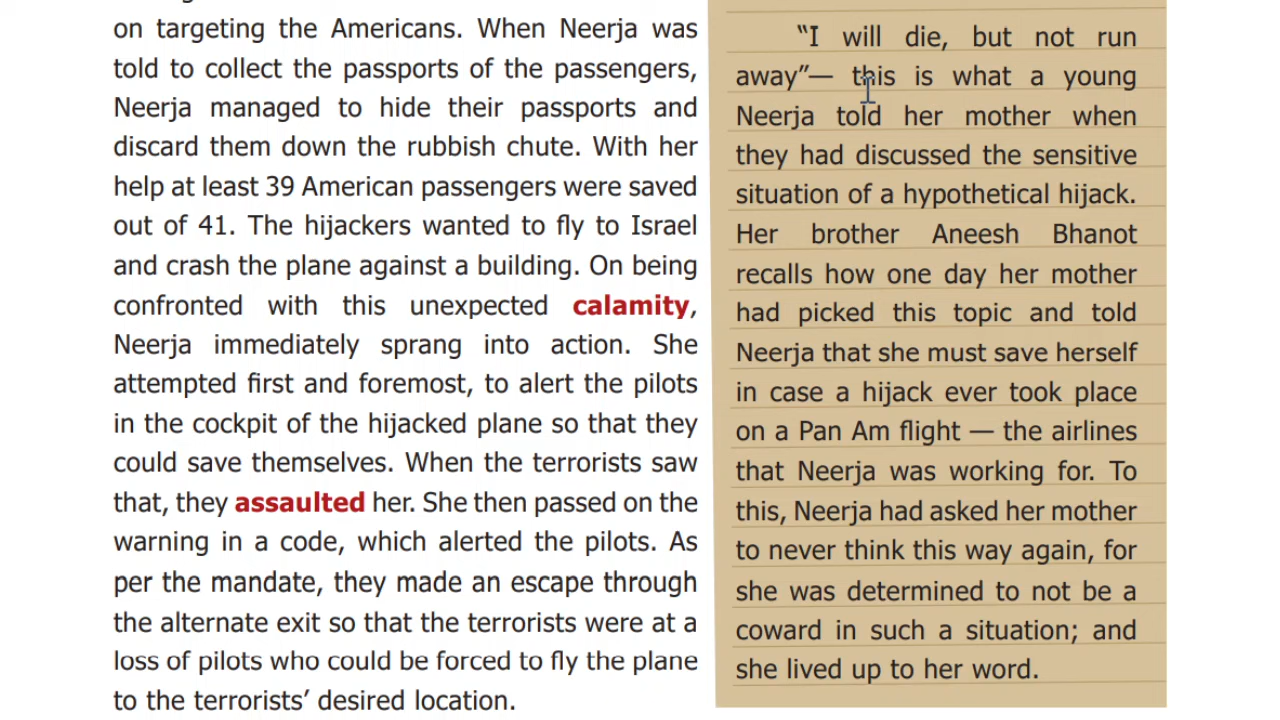 on targeting the Americans. When Neerja was
told to collect the passports of the passengers,
Neerja managed to hide their passports and
discard them down the rubbish chute. With her
help at least 39 American passengers were saved
out of 41. The hijackers wanted to fly to Israel
and crash the plane against a building. On being
confronted with this unexpected calamity,
Neerja immediately sprang into action. She
attempted first and foremost, to alert the pilots
in the cockpit of the hijacked plane so that they
could save themselves. When the terrorists saw
that, they assaulted her. She then passed on the
warning in a code, which alerted the pilots. As
per the mandate, they made an escape through
the alternate exit so that the terrorists were at a
loss of pilots who could be forced to fly the plane
to the terrorists’ desired location.
“I will die, but not run
away”— this is what a young
Neerja told her mother when
they had discussed the sensitive
situation of a hypothetical hijack.
Her brother Aneesh Bhanot
recalls how one day her mother
had picked this topic and told
Neerja that she must save herself
in case a hijack ever took place
on a Pan Am flight — the airlines
that Neerja was working for. To
this, Neerja had asked her mother
to never think this way again, for
she was determined to not be a
coward in such a situation; and
she lived up to her word.